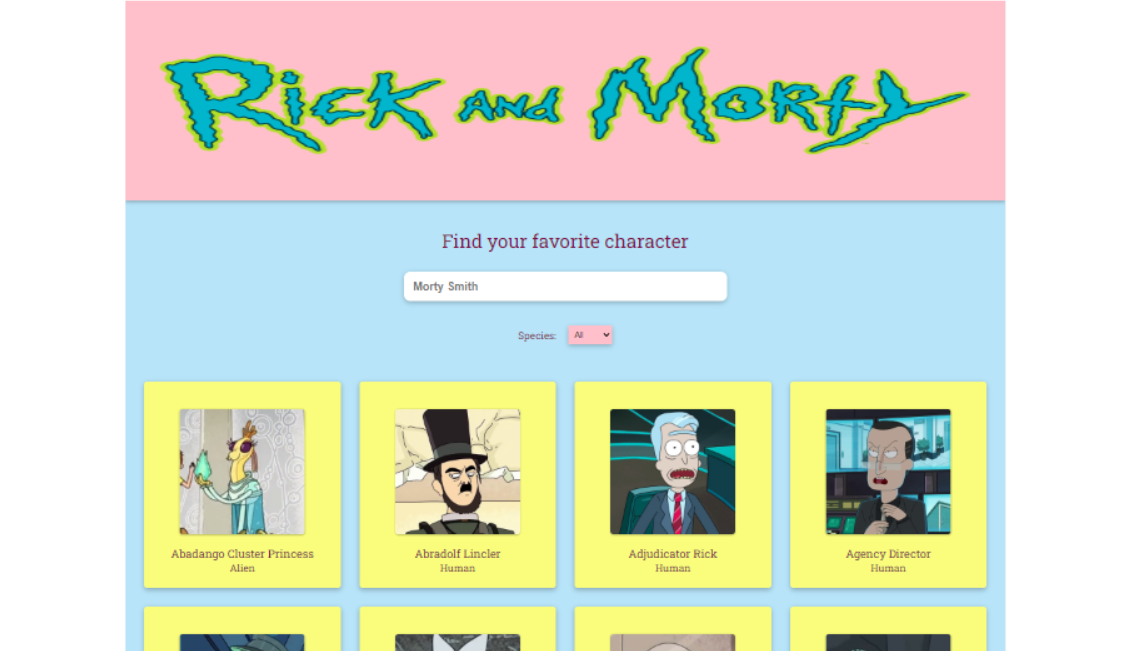 Rick and Morty
Find your favorite character
Morty Smith
Species: All
Abadango Cluster Princess
Alien
Abradolf Lincler
Human
Adjudicator Rick
Human
Agency Director
Human